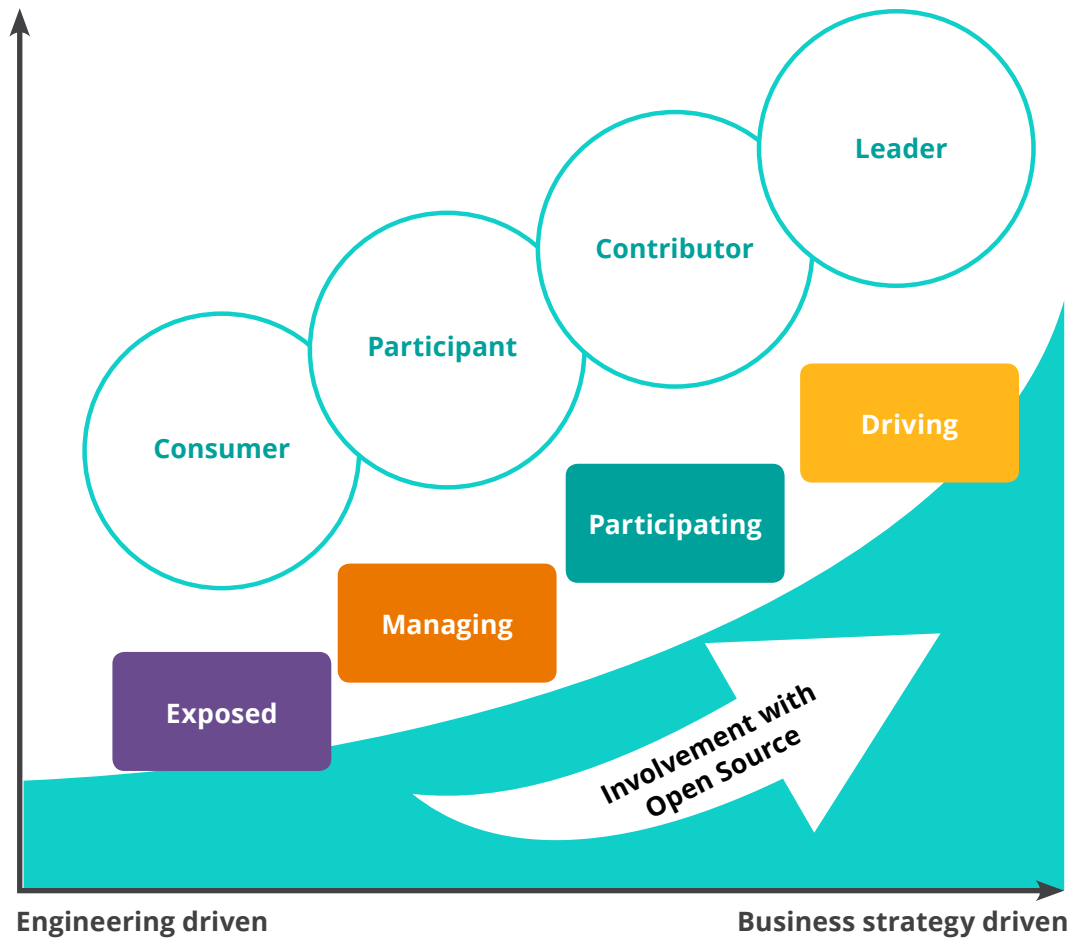 Leader
Contributor
Participant
Consumer
Driving
Participating
Managing
Exposed
Involvement with
Open Source
Engineering driven
Business strategy driven